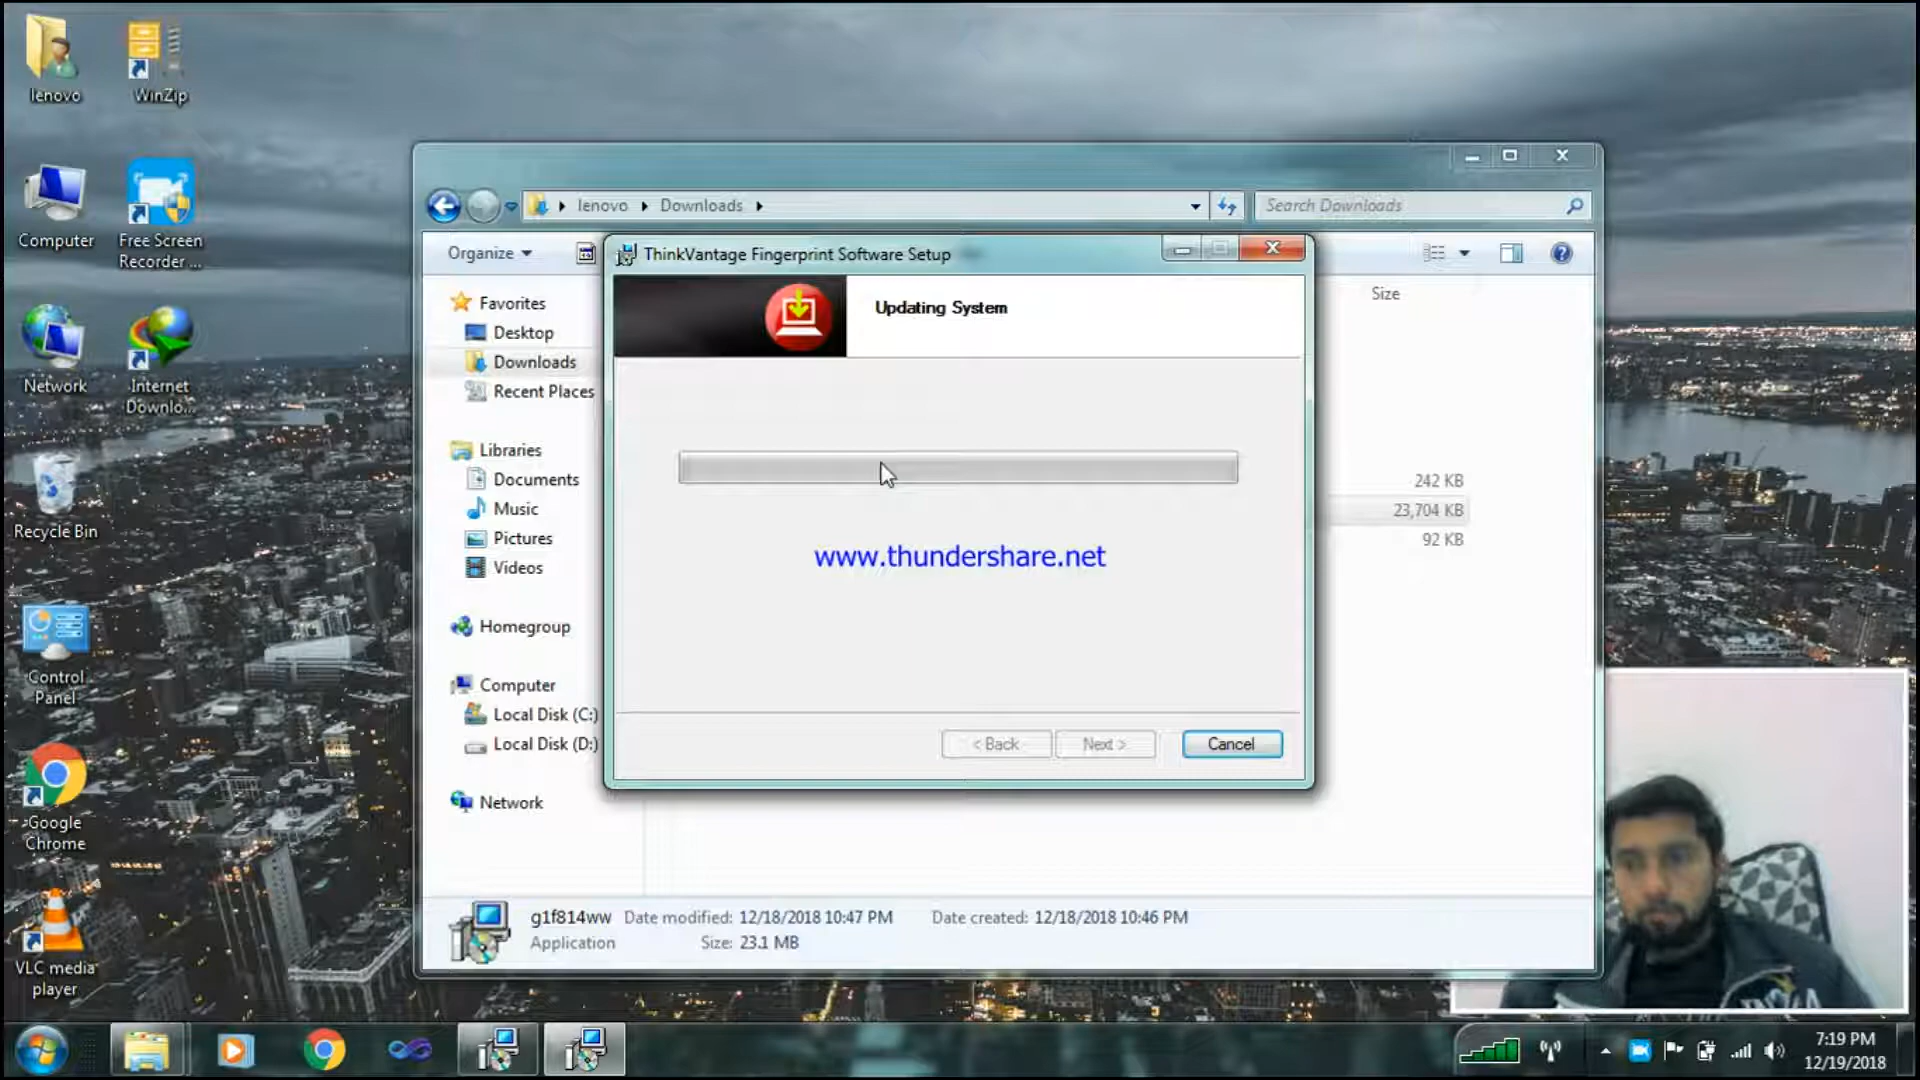 lenovo
WinZip
Computer
Free Screen
Recorder ...
Network
Internet
Downlo...
Recycle Bin
Control
Panel
Google
Chrome
VLC media
player
lenovo
Downloads
Search Downloads
Organize
Size
Favorites
Desktop
Downloads
Recent Places
Libraries
Documents
Music
Pictures
Videos
Homegroup
Computer
Local Disk (C:)
Local Disk (D:)
Network
242 KB
23,704 KB
92 KB
ThinkVantage Fingerprint Software Setup
Updating System
www.thundershare.net
< Back
Next >
Cancel
g1f814ww Date modified: 12/18/2018 10:47 PM Date created: 12/18/2018 10:46 PM
Application Size: 23.1 MB
7:19 PM
12/19/2018